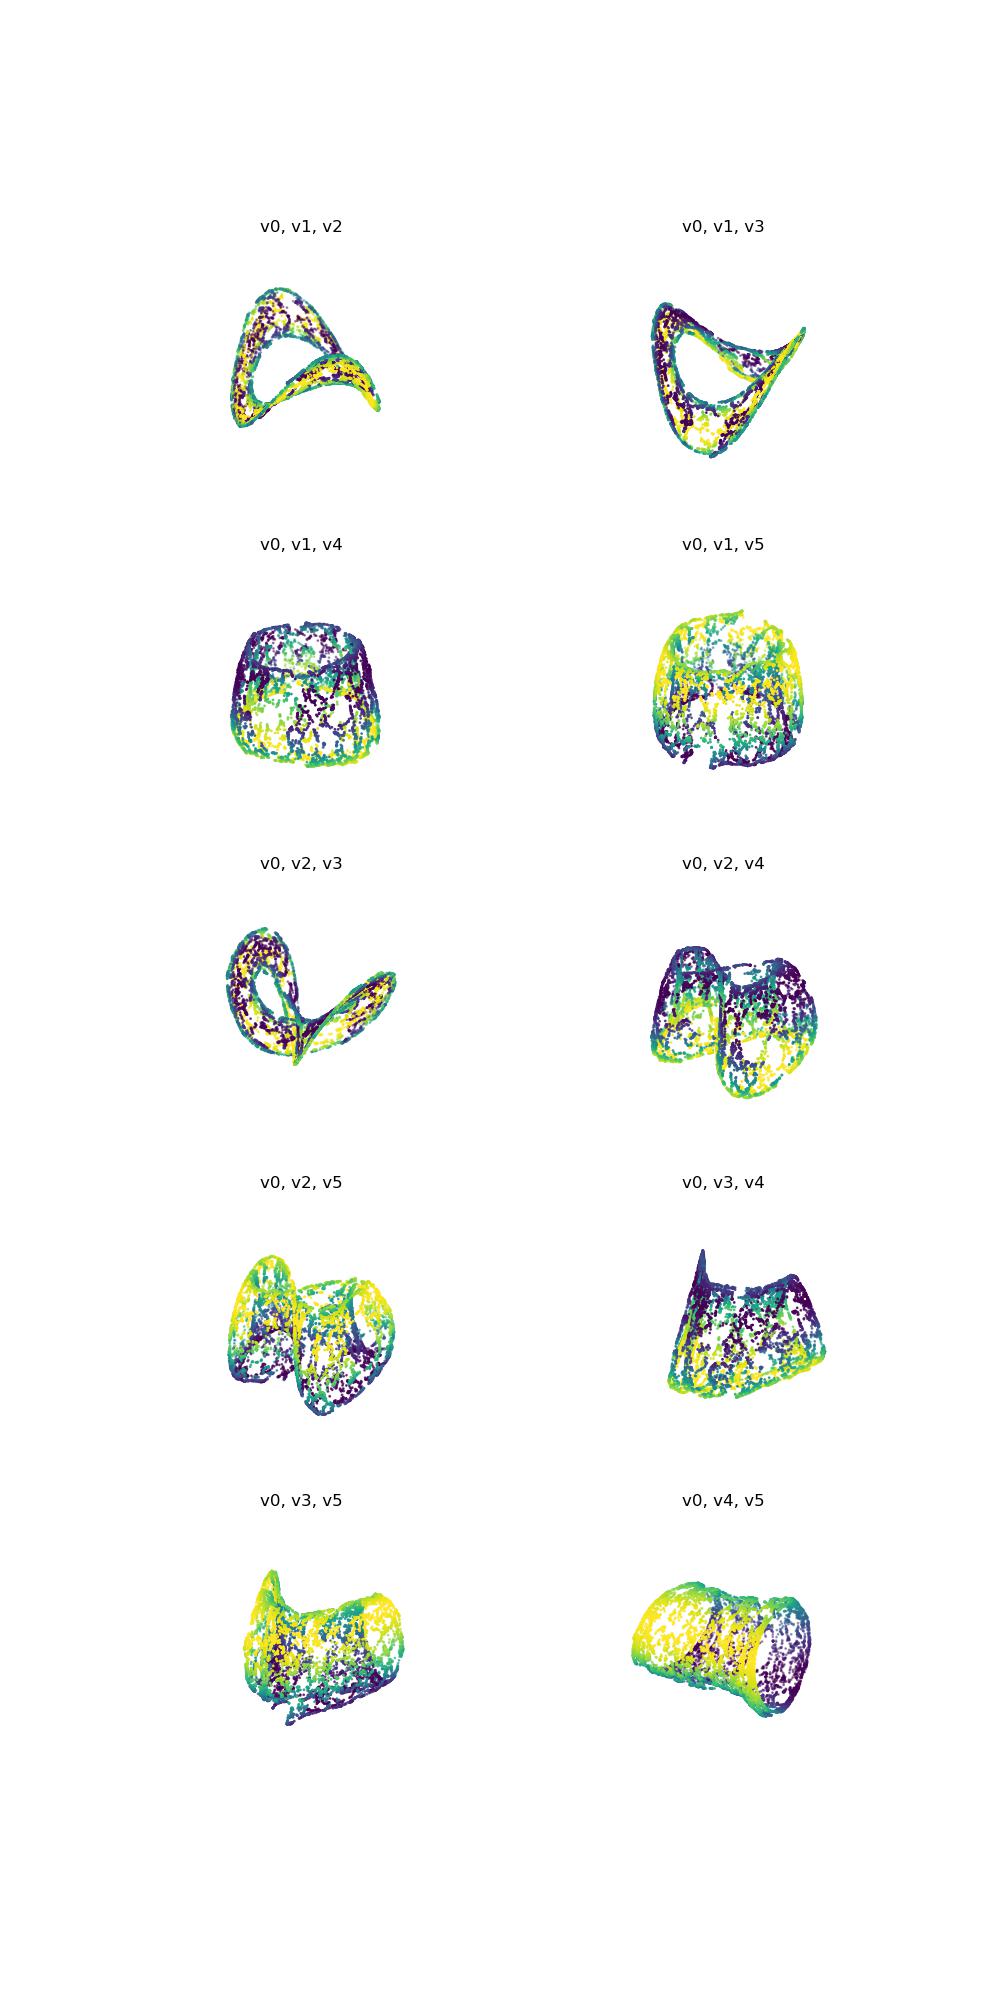 v0, v1, v2
v0, v1, v3
v0, v1, v4
v0, v1, v5
v0, v2, v3
v0, v2, v4
v0, v2, v5
v0, v3, v4
v0, v3, v5
v0, v4, v5